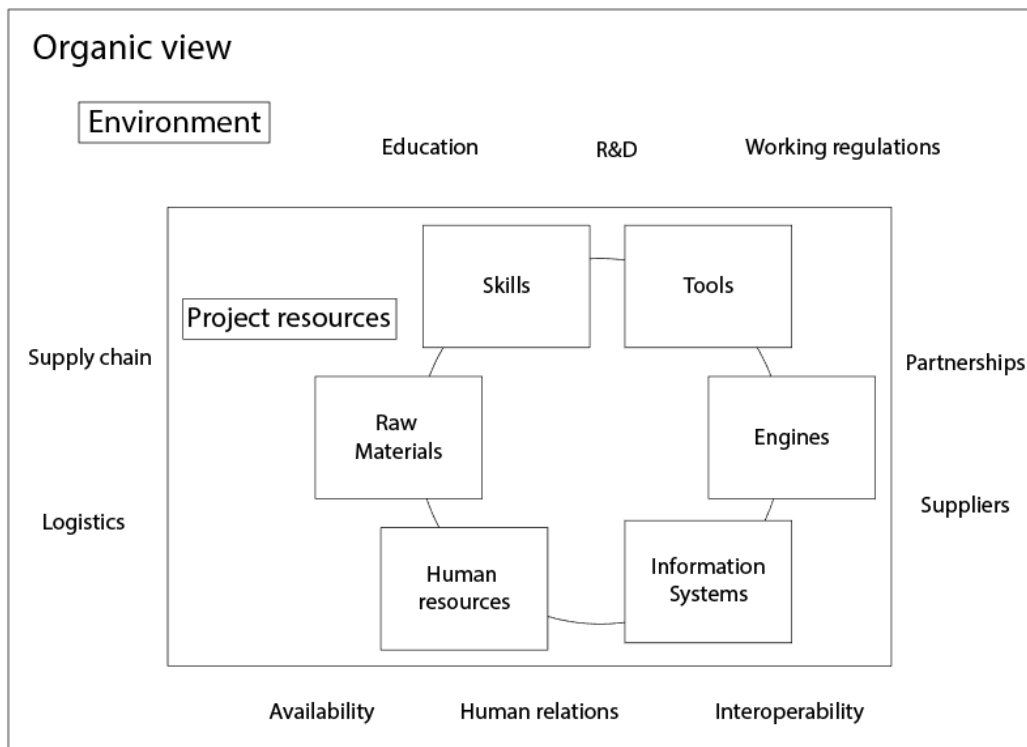 Organic view
Environment
Education
R&D
Working regulations
Skills
Tools
Project resources
Supply chain
Partnerships
Raw
Materials
Engines
Logistics
Suppliers
Human
resources
Information
Systems
Availability
Human relations
Interoperability